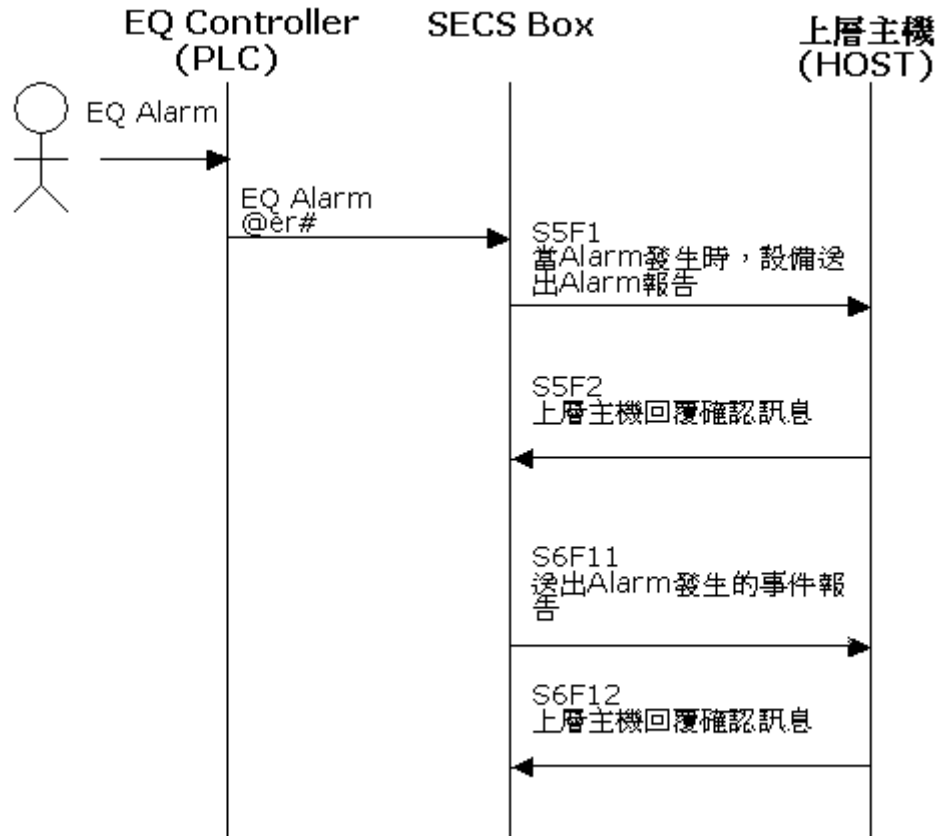 EQ Controller
(PLC)
SECS Box
上層主機
(HOST)
EQ Alarm
EQ Alarm
@èr#
S5F1
當Alarm發生時，設備送
出Alarm報告
S5F2
上層主機回覆確認訊息
S6F11
送出Alarm發生的事件報
告
S6F12
上層主機回覆確認訊息